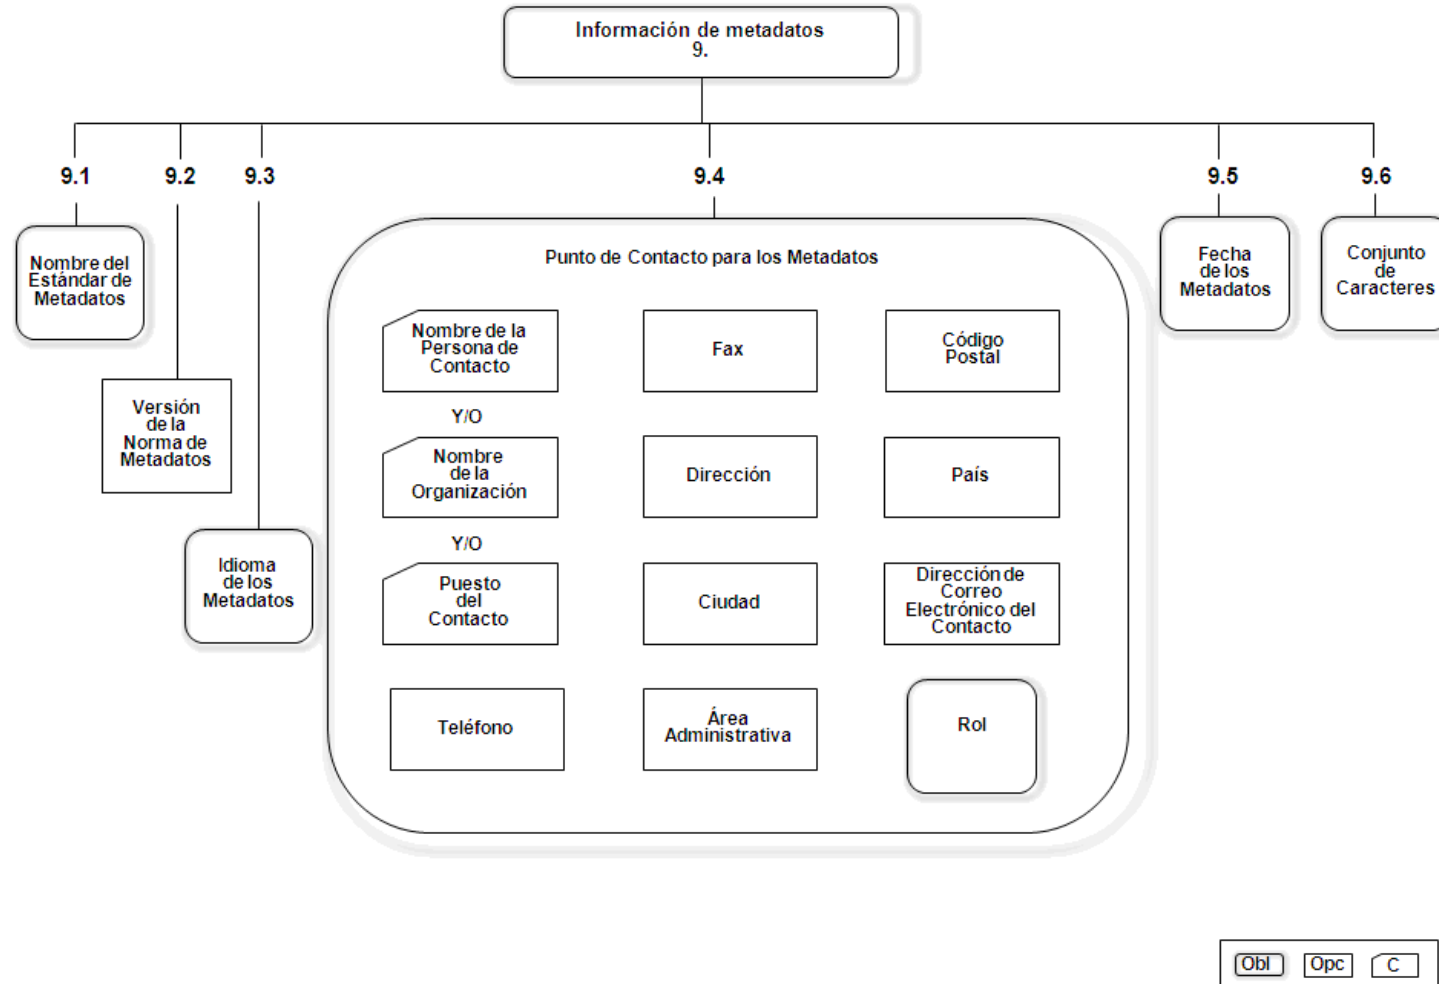 Información de metadatos
9.
9.1
9.2
9.3
9.4
9.5
9.6
Nombre del
Estándar de
Metadatos
Versión
de la
Norma de
Metadatos
Idioma
de los
Metadatos
Punto de Contacto para los Metadatos
Nombre de la
Persona de
Contacto
Y/O
Nombre
de la
Organización
Y/O
Puesto
del
Contacto
Teléfono
Fax
Dirección
Ciudad
Área
Administrativa
Código
Postal
País
Dirección de
Correo
Electrónico del
Contacto
Rol
Fecha
de los
Metadatos
Conjunto
de
Caracteres
Obl
Opc
C